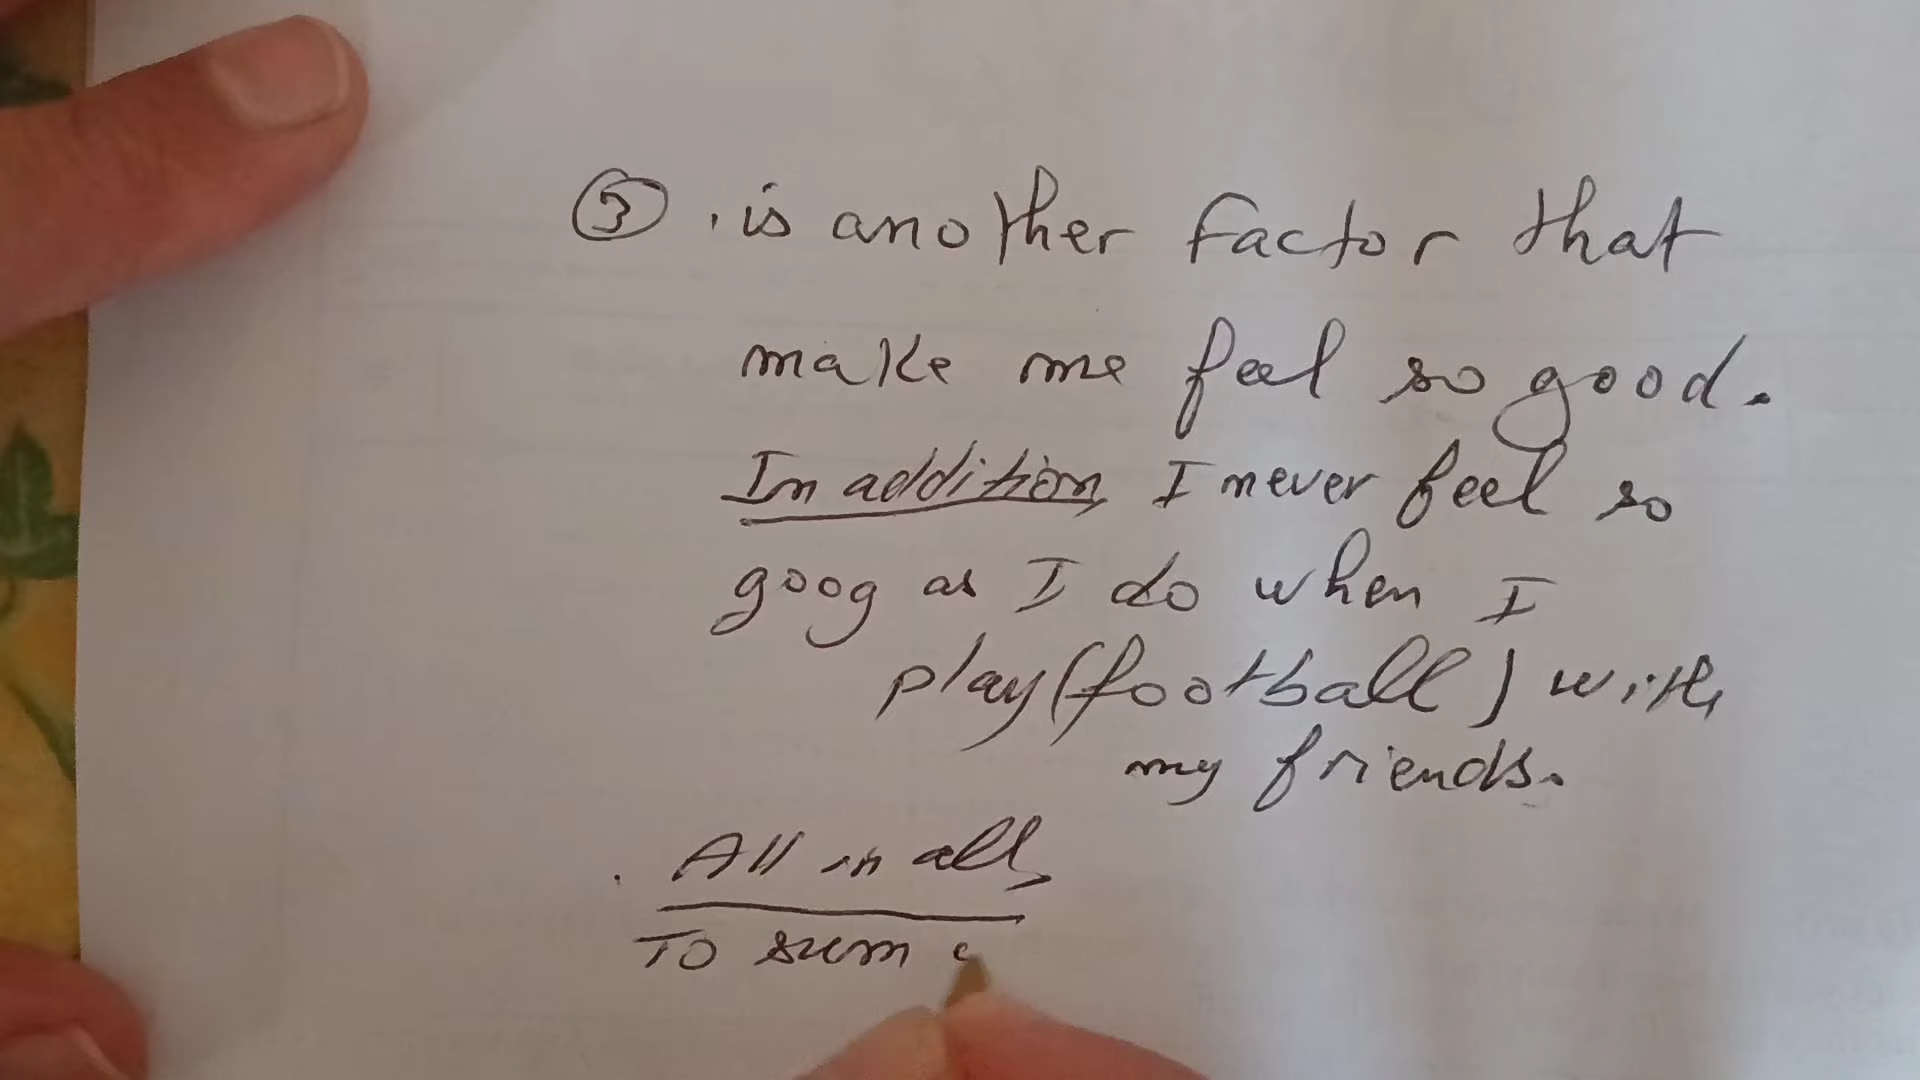 ③ . is another factor that
make me feel so good.
In addition, I never feel so
goog as I do when I
play (football) with
my friends.
. All in all,
To sum